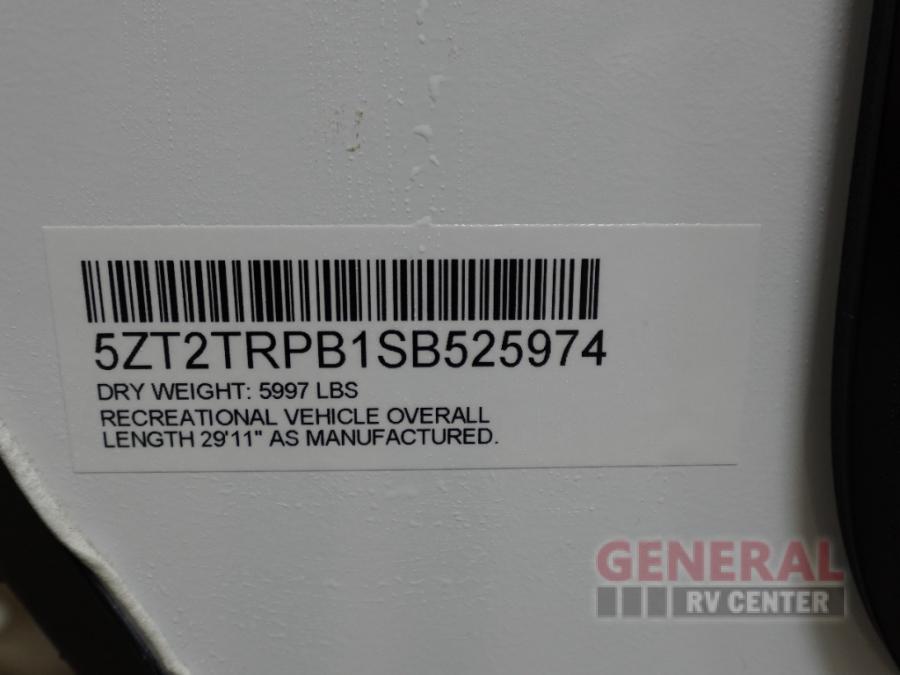 5ZT2TRPB1SB525974
DRY WEIGHT: 5997 LBS
RECREATIONAL VEHICLE OVERALL
LENGTH 29'11" AS MANUFACTURED.
GENERAL
RV CENTER